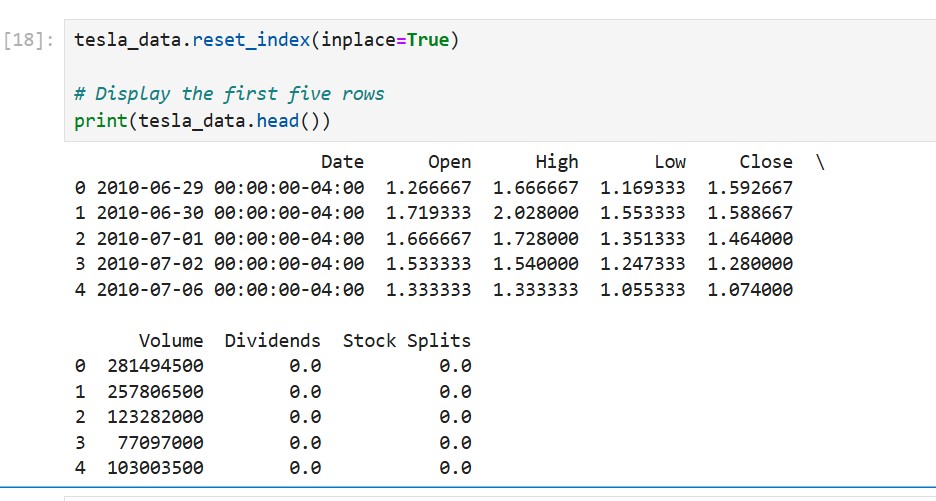 [18]: tesla_data.reset_index(inplace=True)
# Display the first five rows
print(tesla_data.head())
Date Open High Low Close \
0 2010-06-29 00:00:00-04:00 1.266667 1.666667 1.169333 1.592667
1 2010-06-30 00:00:00-04:00 1.719333 2.028000 1.553333 1.588667
2 2010-07-01 00:00:00-04:00 1.666667 1.728000 1.351333 1.464000
3 2010-07-02 00:00:00-04:00 1.533333 1.540000 1.247333 1.280000
4 2010-07-06 00:00:00-04:00 1.333333 1.333333 1.055333 1.074000
Volume Dividends Stock Splits
0 281494500 0.0 0.0
1 257806500 0.0 0.0
2 123282000 0.0 0.0
3 77097000 0.0 0.0
4 103003500 0.0 0.0